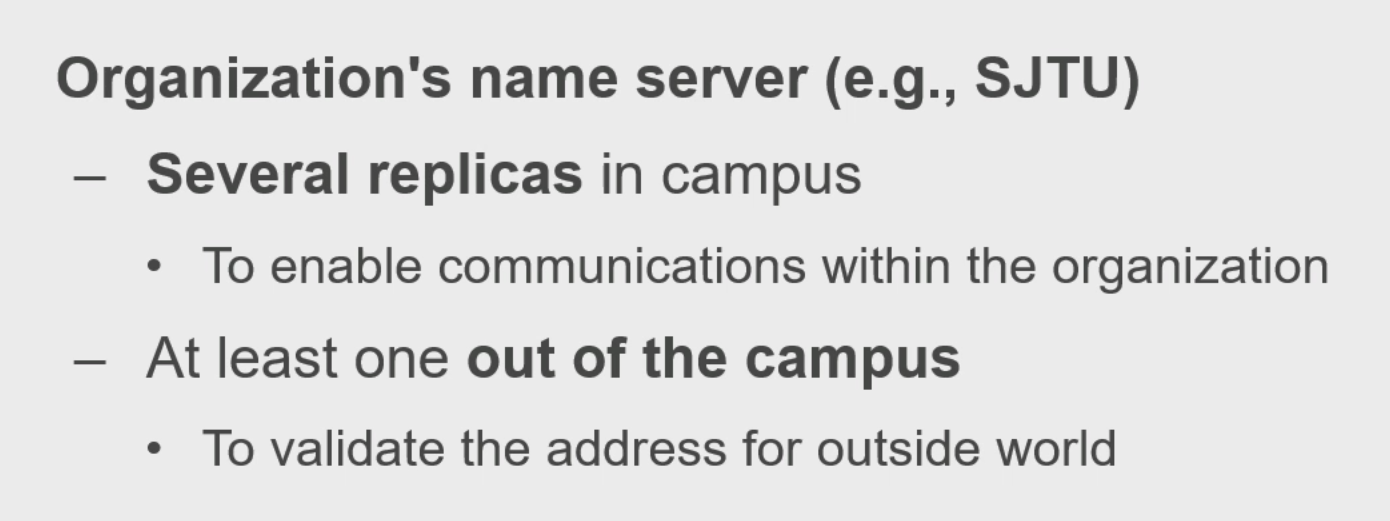 Organization's name server (e.g., SJTU)
– Several replicas in campus
• To enable communications within the organization
– At least one out of the campus
• To validate the address for outside world